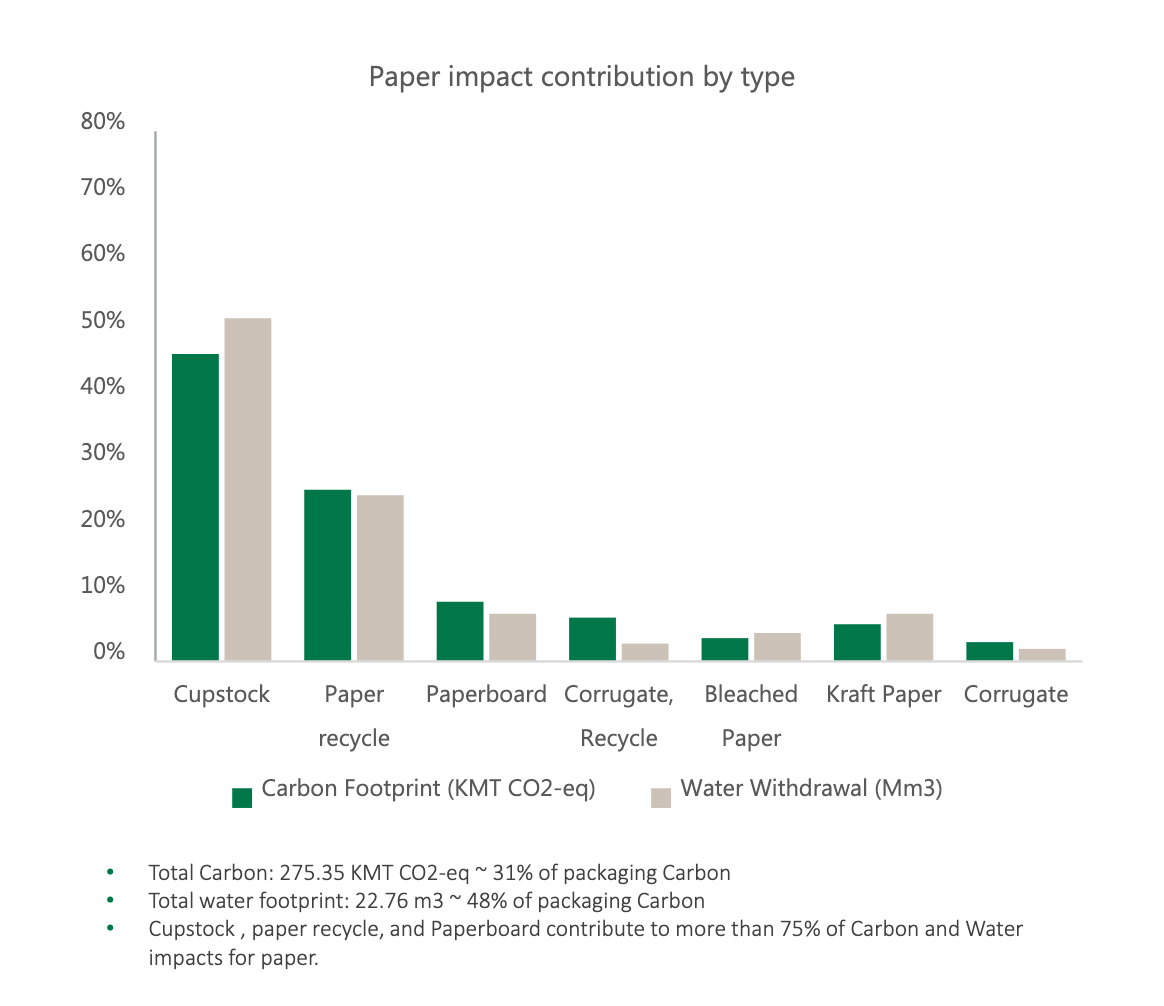 Paper impact contribution by type
80%
70%
60%
50%
40%
30%
20%
10%
0%
Cupstock
Paper
recycle
Paperboard
Corrugate,
Recycle
Bleached
Paper
Kraft Paper
Corrugate
Carbon Footprint (KMT CO2-eq)
Water Withdrawal (Mm3)
• Total Carbon: 275.35 KMT CO2-eq ~ 31% of packaging Carbon
• Total water footprint: 22.76 m3 ~ 48% of packaging Carbon
• Cupstock , paper recycle, and Paperboard contribute to more than 75% of Carbon and Water
impacts for paper.